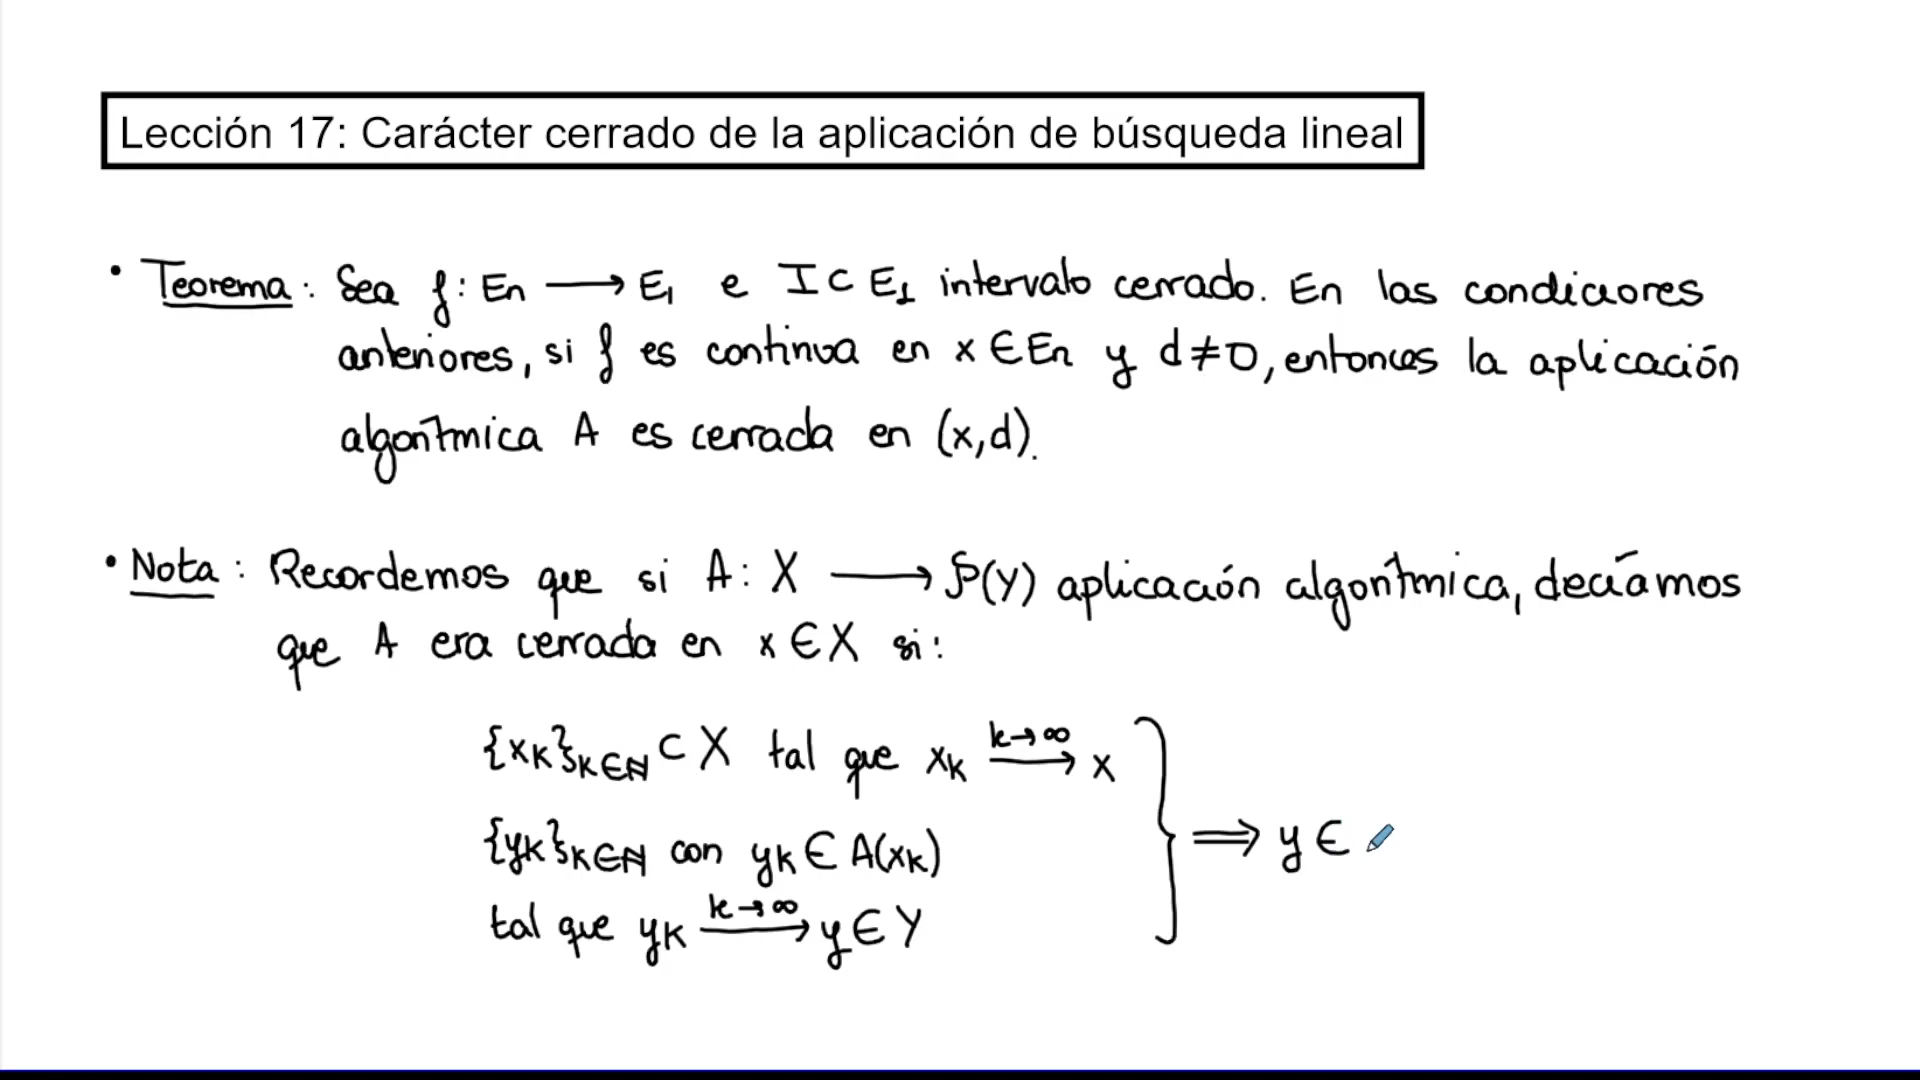 Lección 17: Carácter cerrado de la aplicación de búsqueda lineal
• Teorema: Sea f: En ⟶ E₁ e I ⊂ E₁ intervalo cerrado. En las condiciones
anteriores, si f es continua en x ∈ En y d≠0, entonces la aplicación
algorítmica A es cerrada en (x,d).
• Nota: Recordemos que si A: X ⟶ P(Y) aplicación algorítmica, decíamos
que A era cerrada en x ∈ X si:
{xk}k∈ℕ ⊂ X tal que xk ⟶ x k→∞
{yk}k∈ℕ con yk ∈ A(xk) ⟹ y ∈
tal que yk ⟶ y ∈ Y k→∞